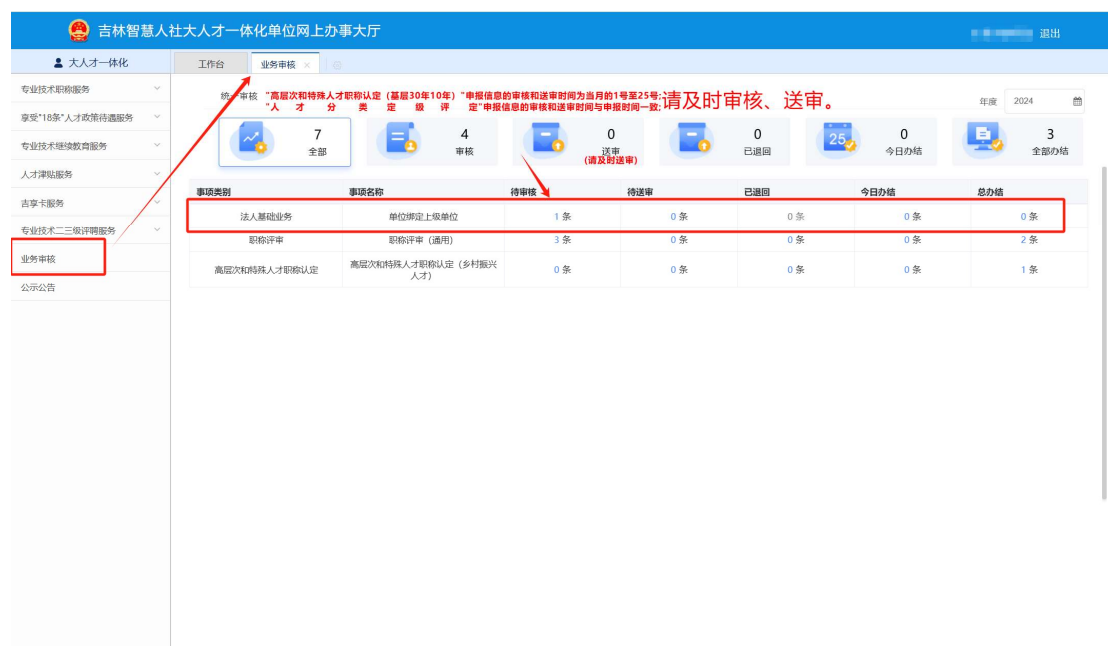 吉林智慧人社大人才一体化单位网上办事大厅
退出
大人才一体化
工作台 业务审核 ×
专业技术职称服务
享受"18条"人才政策待遇服务
专业技术继续教育服务
人才津贴服务
吉享卡服务
专业技术二三级评聘服务
业务审核
公示公告
统一审核 "高层次和特殊人才职称认定（基层30年10年）"申报信息的审核和送审时间为当月的1号至25号;请及时审核、送审。
"人才分类定级评定"申报信息的审核和送审时间与申报时间一致;
年度 2024
7 全部
4 审核
0 送审 (请及时送审)
0 已退回
25 0 今日办结
3 全部办结
事项类别 事项名称 待审核 待送审 已退回 今日办结 总办结
法人基础业务 单位绑定上级单位 1 条 0 条 0 条 0 条 0 条
职称评审 职称评审（通用） 3 条 0 条 0 条 0 条 2 条
高层次和特殊人才职称认定 高层次和特殊人才职称认定（乡村振兴人才） 0 条 0 条 0 条 0 条 1 条